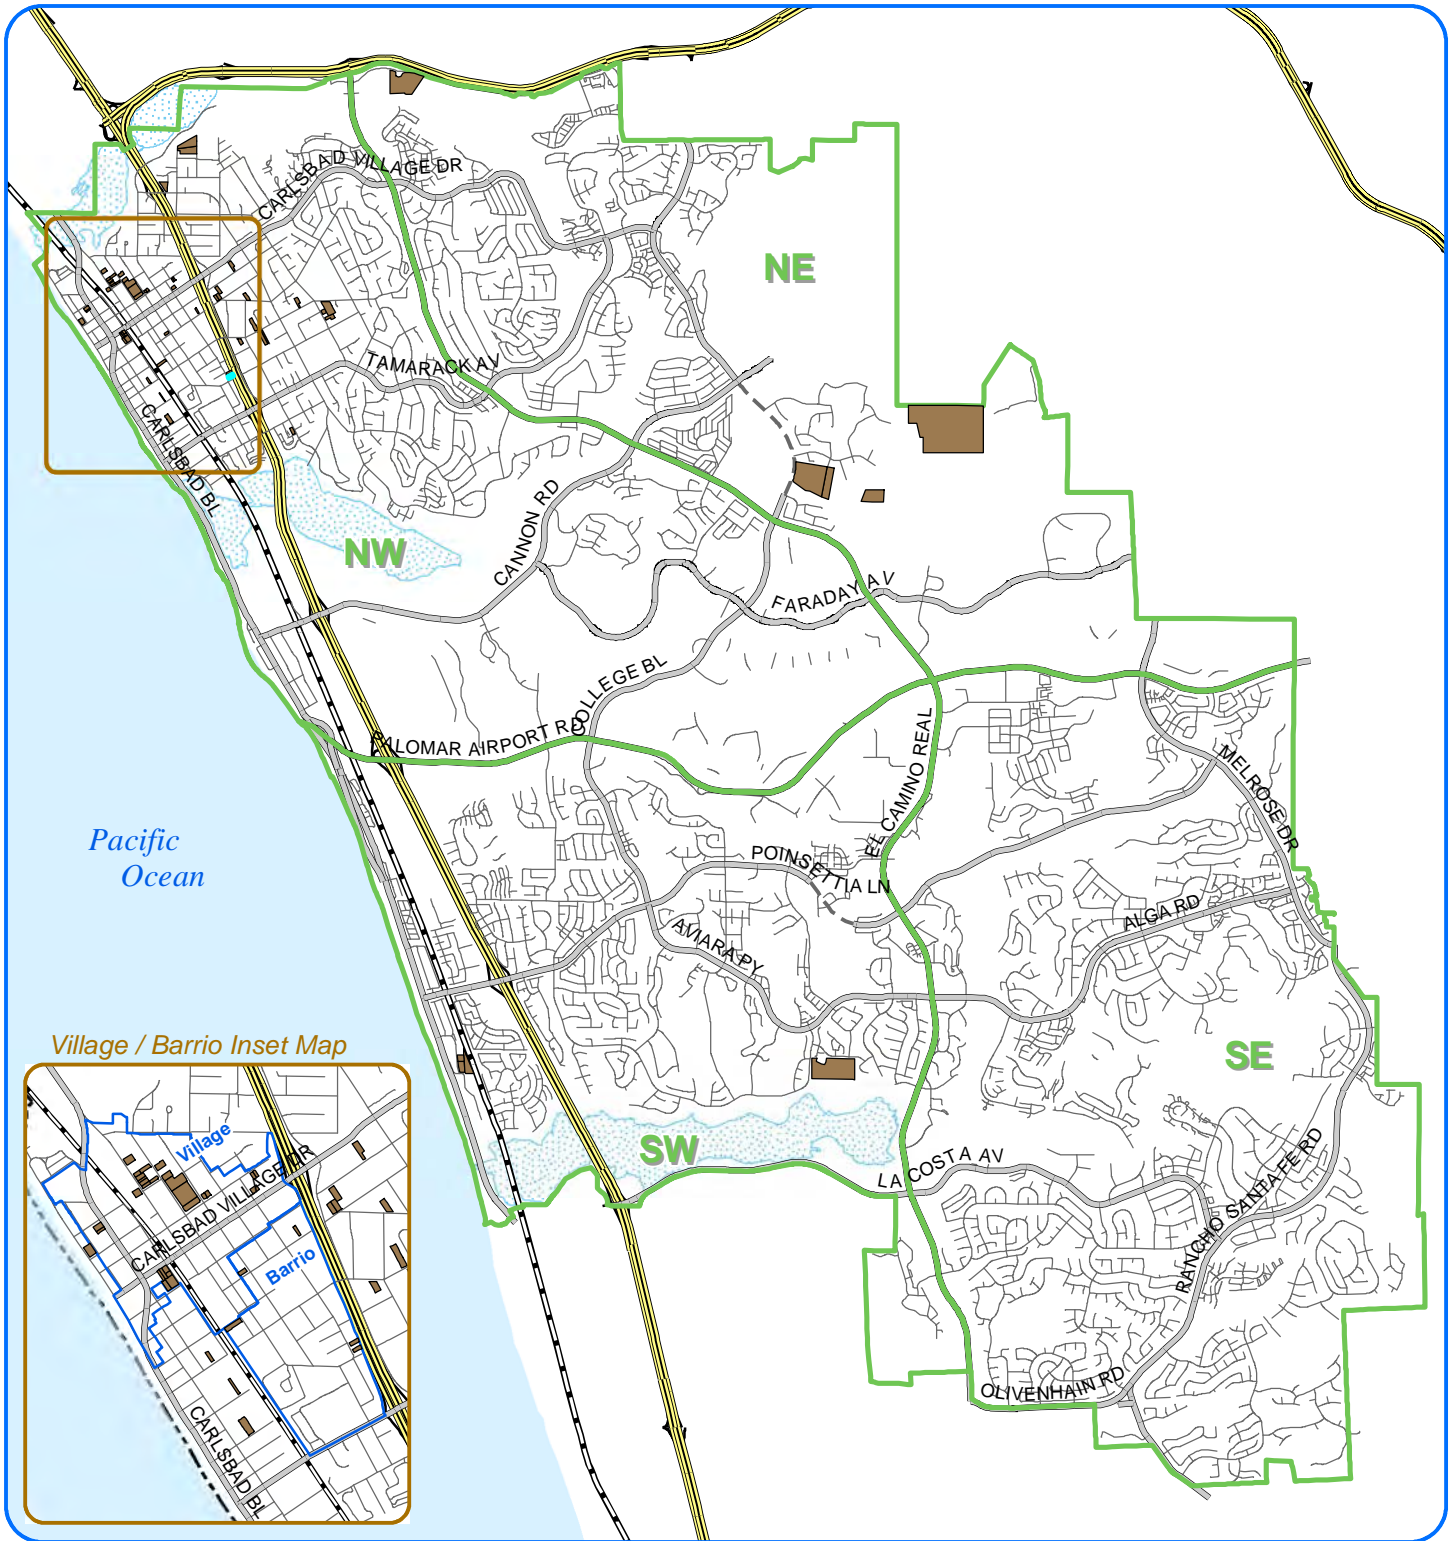 CARLSBAD VILLAGE DR
NE
TAMARACK AV
CARLSBAD BL
NW
CANNON RD
FARADAY AV
COLLEGE BL
PALOMAR AIRPORT RD
EL CAMINO REAL
MELROSE DR
Pacific
Ocean
POINSETTIA LN
ALGA RD
AVIARA PY
Village / Barrio Inset Map
SE
SW
LA COSTA AV
RANCHO SANTA FE RD
OLIVENHAIN RD
Village
CARLSBAD VILLAGE DR
Barrio
CARLSBAD BL